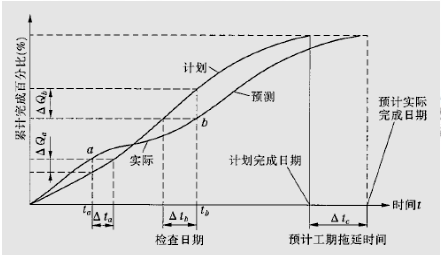 累计完成百分比(%)
ΔQb
ΔQa
计划
预测
a
b
实际
预计实际
完成日期
计划完成日期
ta
tb
时间t
Δta
Δtb
Δtc
检查日期
预计工期拖延时间